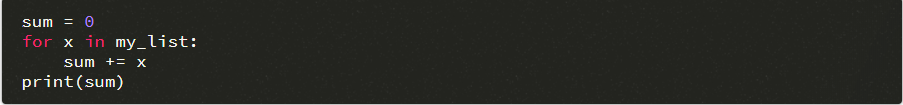 sum = 0
for x in my_list:
    sum += x
print(sum)